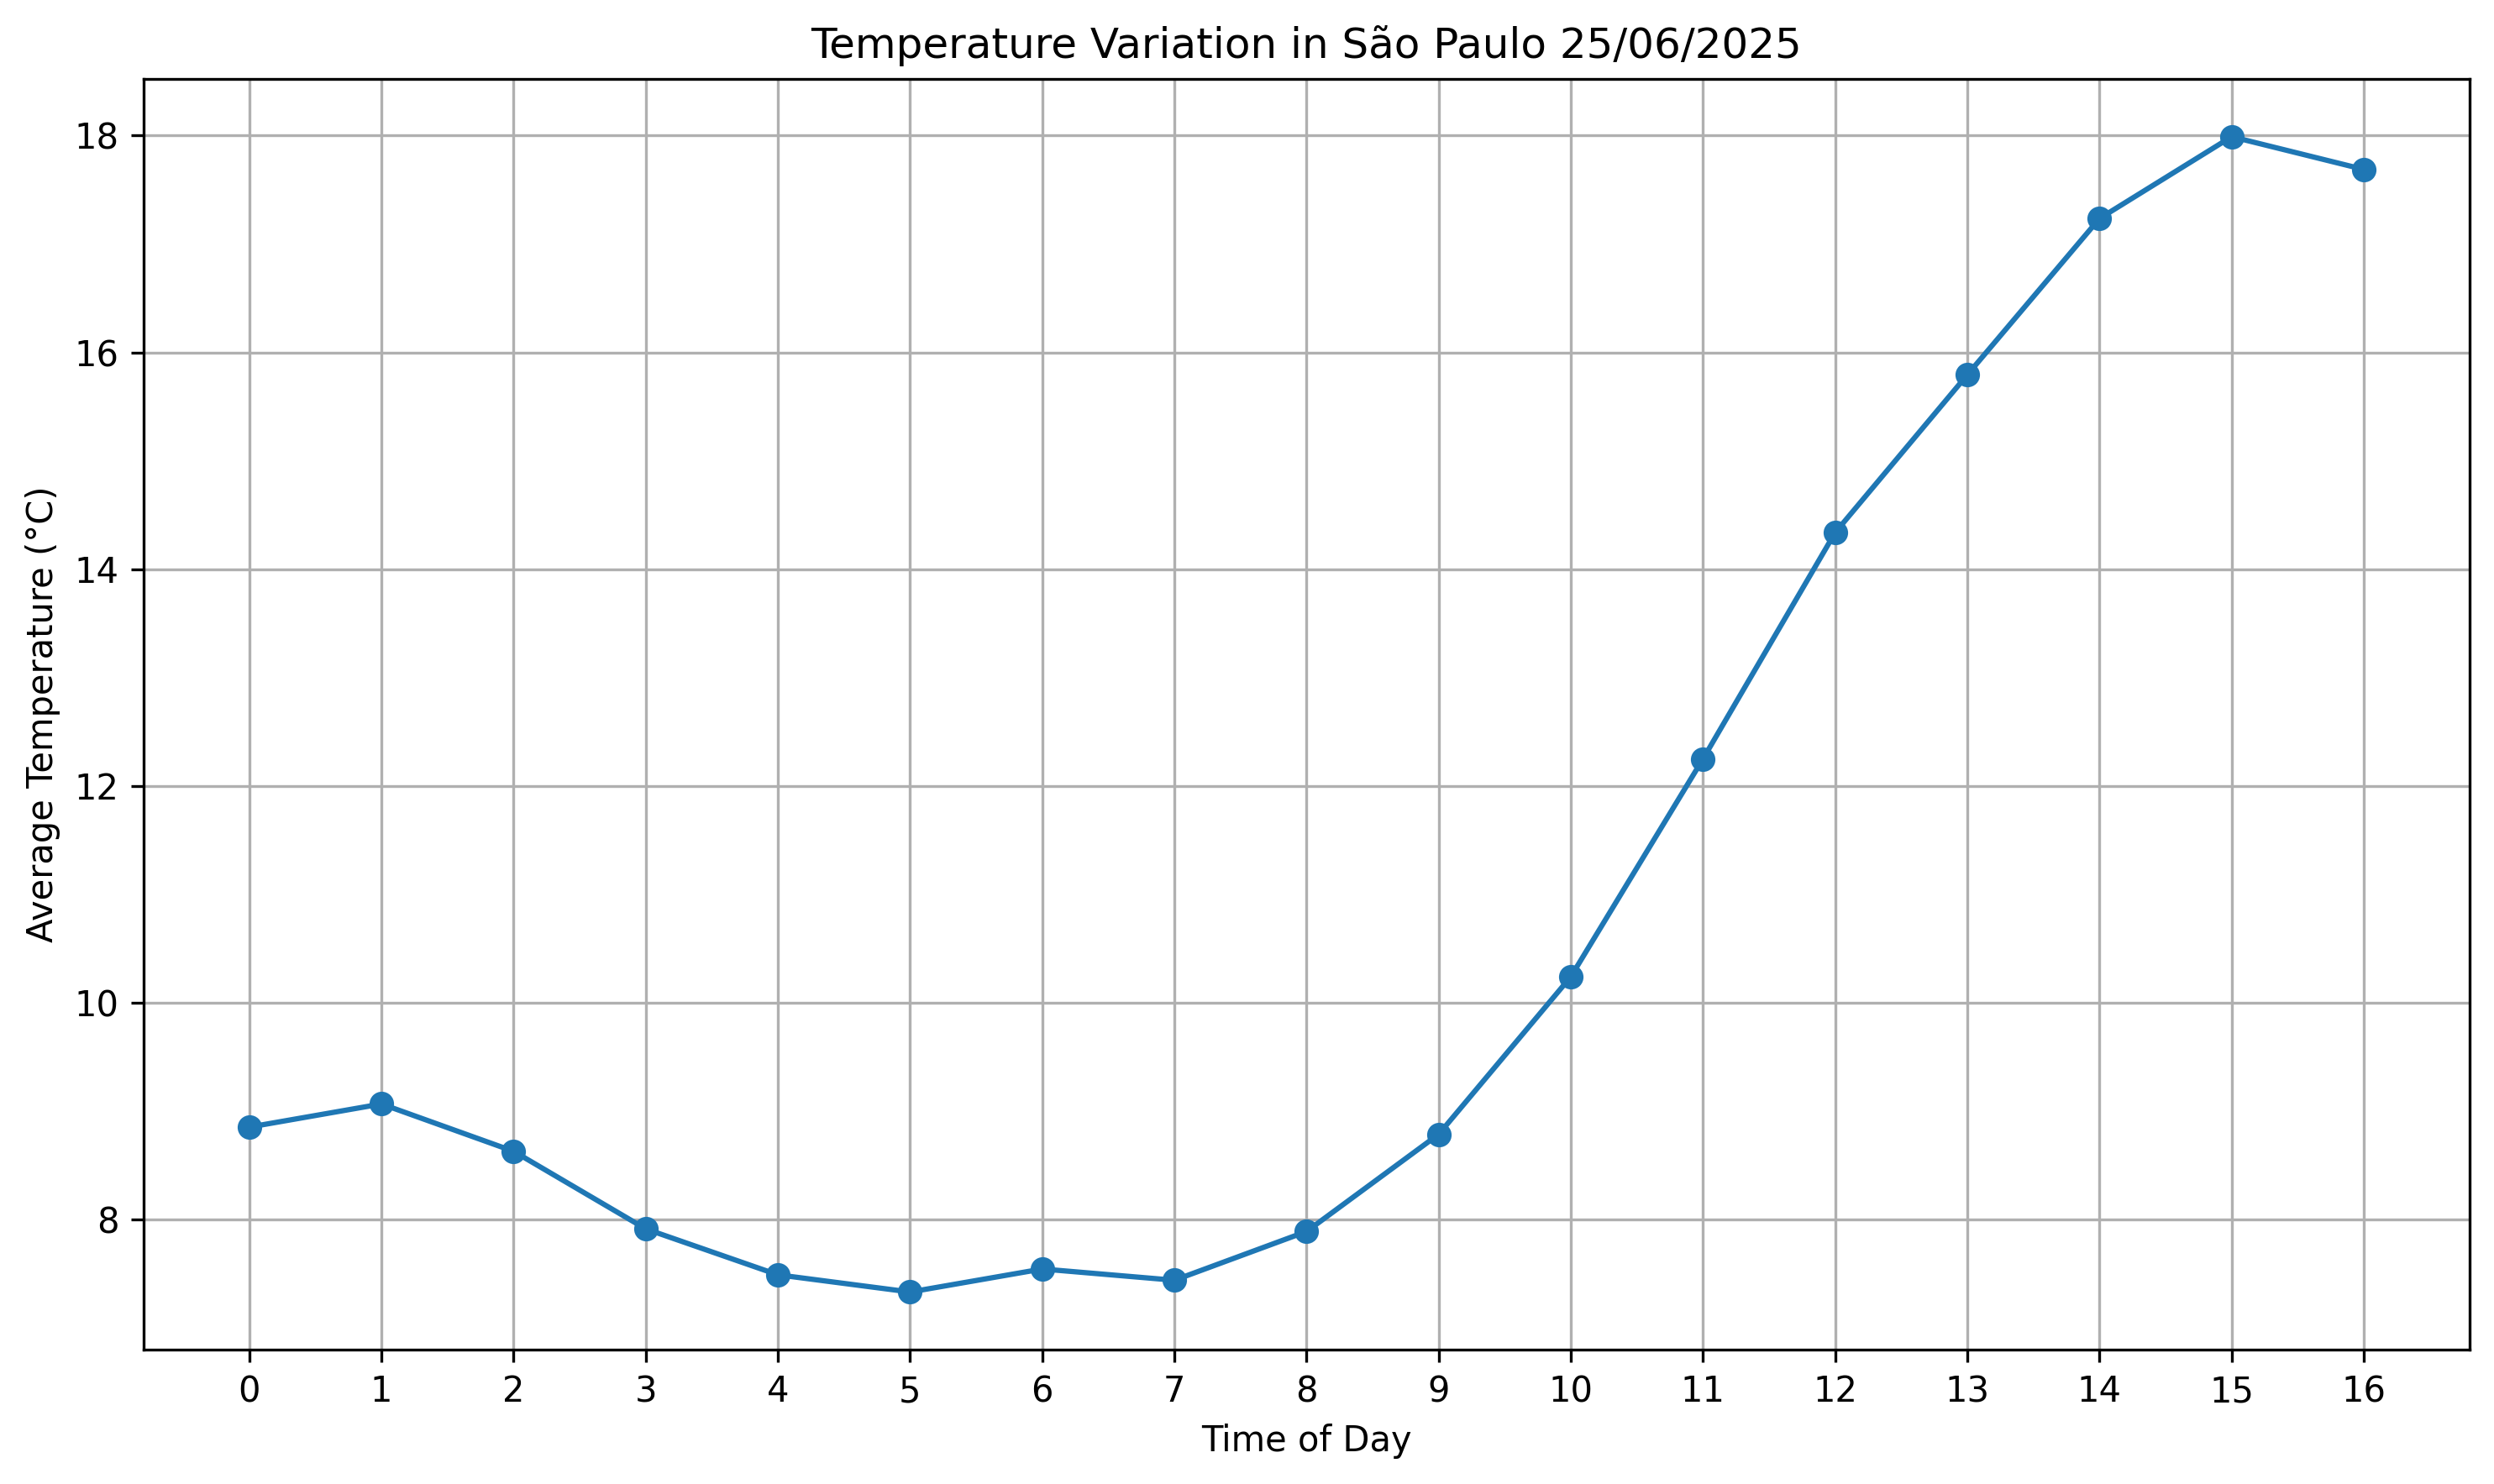 Temperature Variation in São Paulo 25/06/2025
18
16
14
12
10
8
Average Temperature (°C)
0 1 2 3 4 5 6 7 8 9 10 11 12 13 14 15 16
Time of Day